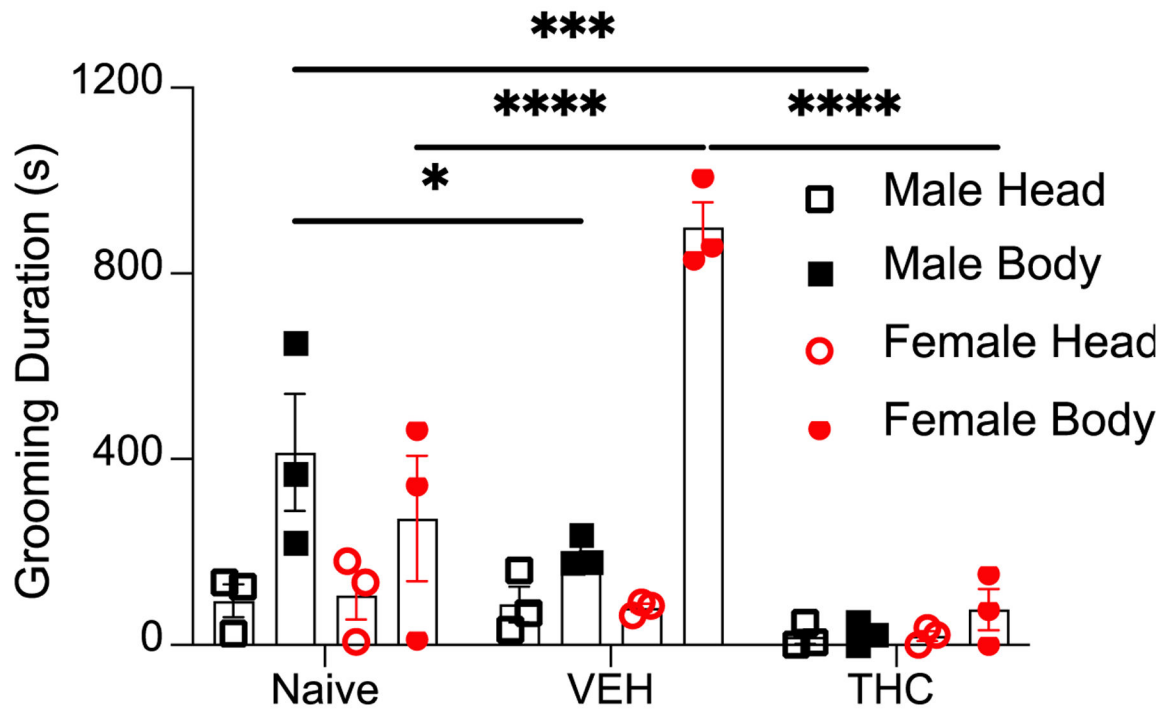 ***
1200
****
****
*
800
400
0
Grooming Duration (s)
Male Head
Male Body
Female Head
Female Body
Naive
VEH
THC